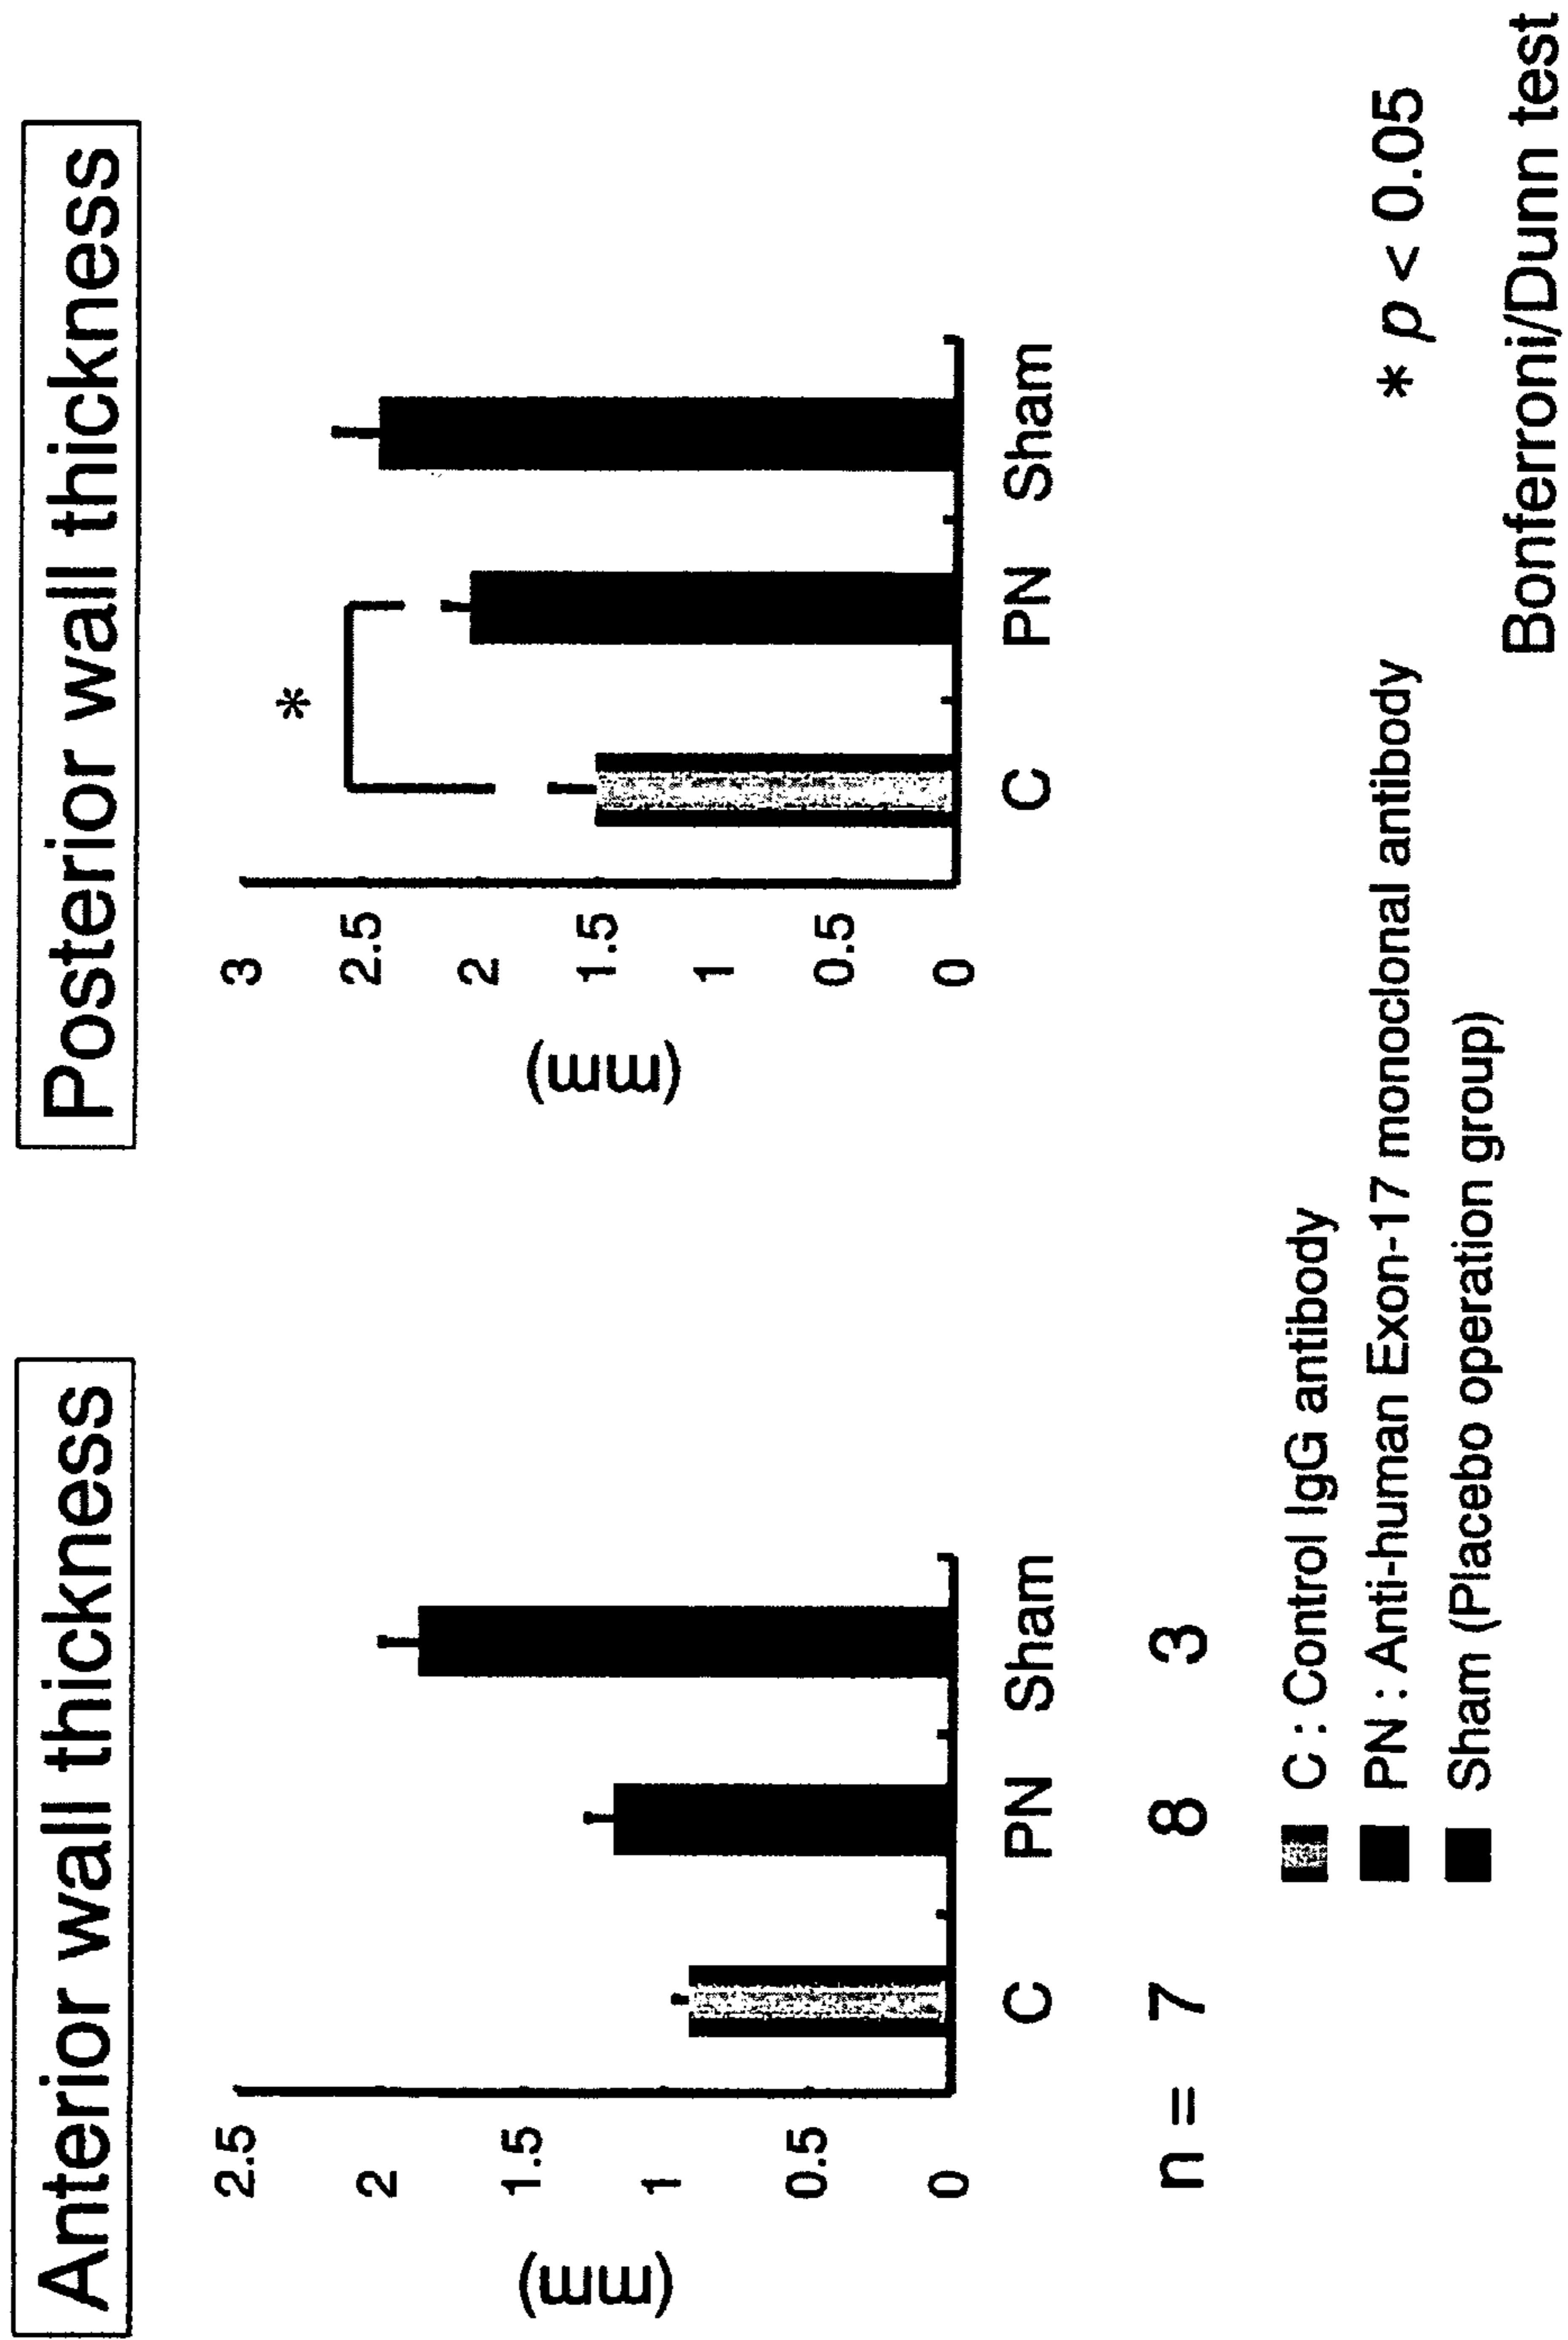 Anterior wall thickness
(mm)
2.5
2
1.5
1
0.5
0
C PN Sham
n = 7 8 3
Posterior wall thickness
(mm)
3
2.5
2
1.5
1
0.5
0
*
C PN Sham
C : Control IgG antibody
PN : Anti-human Exon-17 monoclonal antibody
Sham (Placebo operation group)
* p < 0.05
Bonferroni/Dunn test